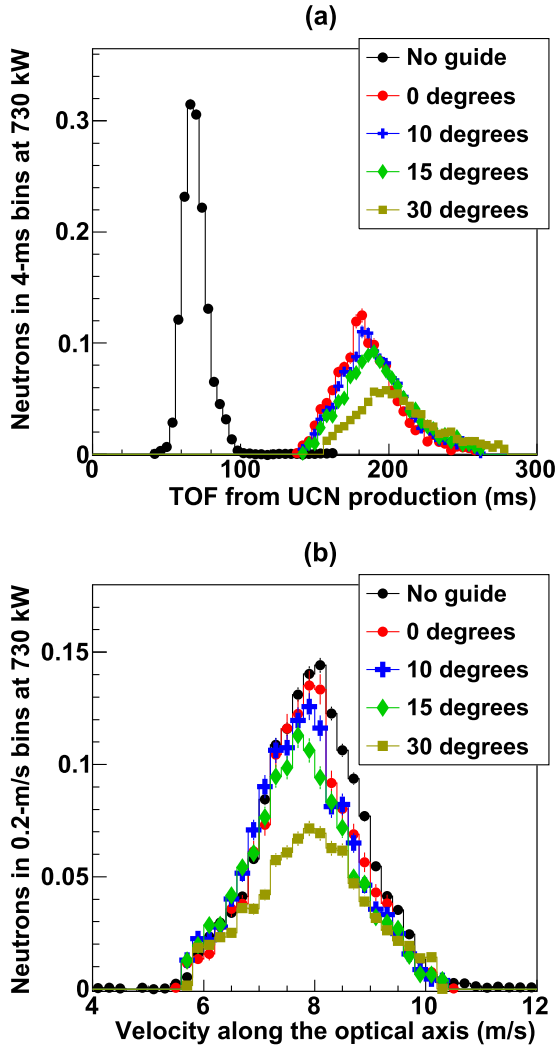 (a)
Neutrons in 4-ms bins at 730 kW
0.3
0.2
0.1
0
No guide
0 degrees
10 degrees
15 degrees
30 degrees
0 100 200 300
TOF from UCN production (ms)
(b)
Neutrons in 0.2-m/s bins at 730 kW
0.15
0.1
0.05
0
No guide
0 degrees
10 degrees
15 degrees
30 degrees
4 6 8 10 12
Velocity along the optical axis (m/s)